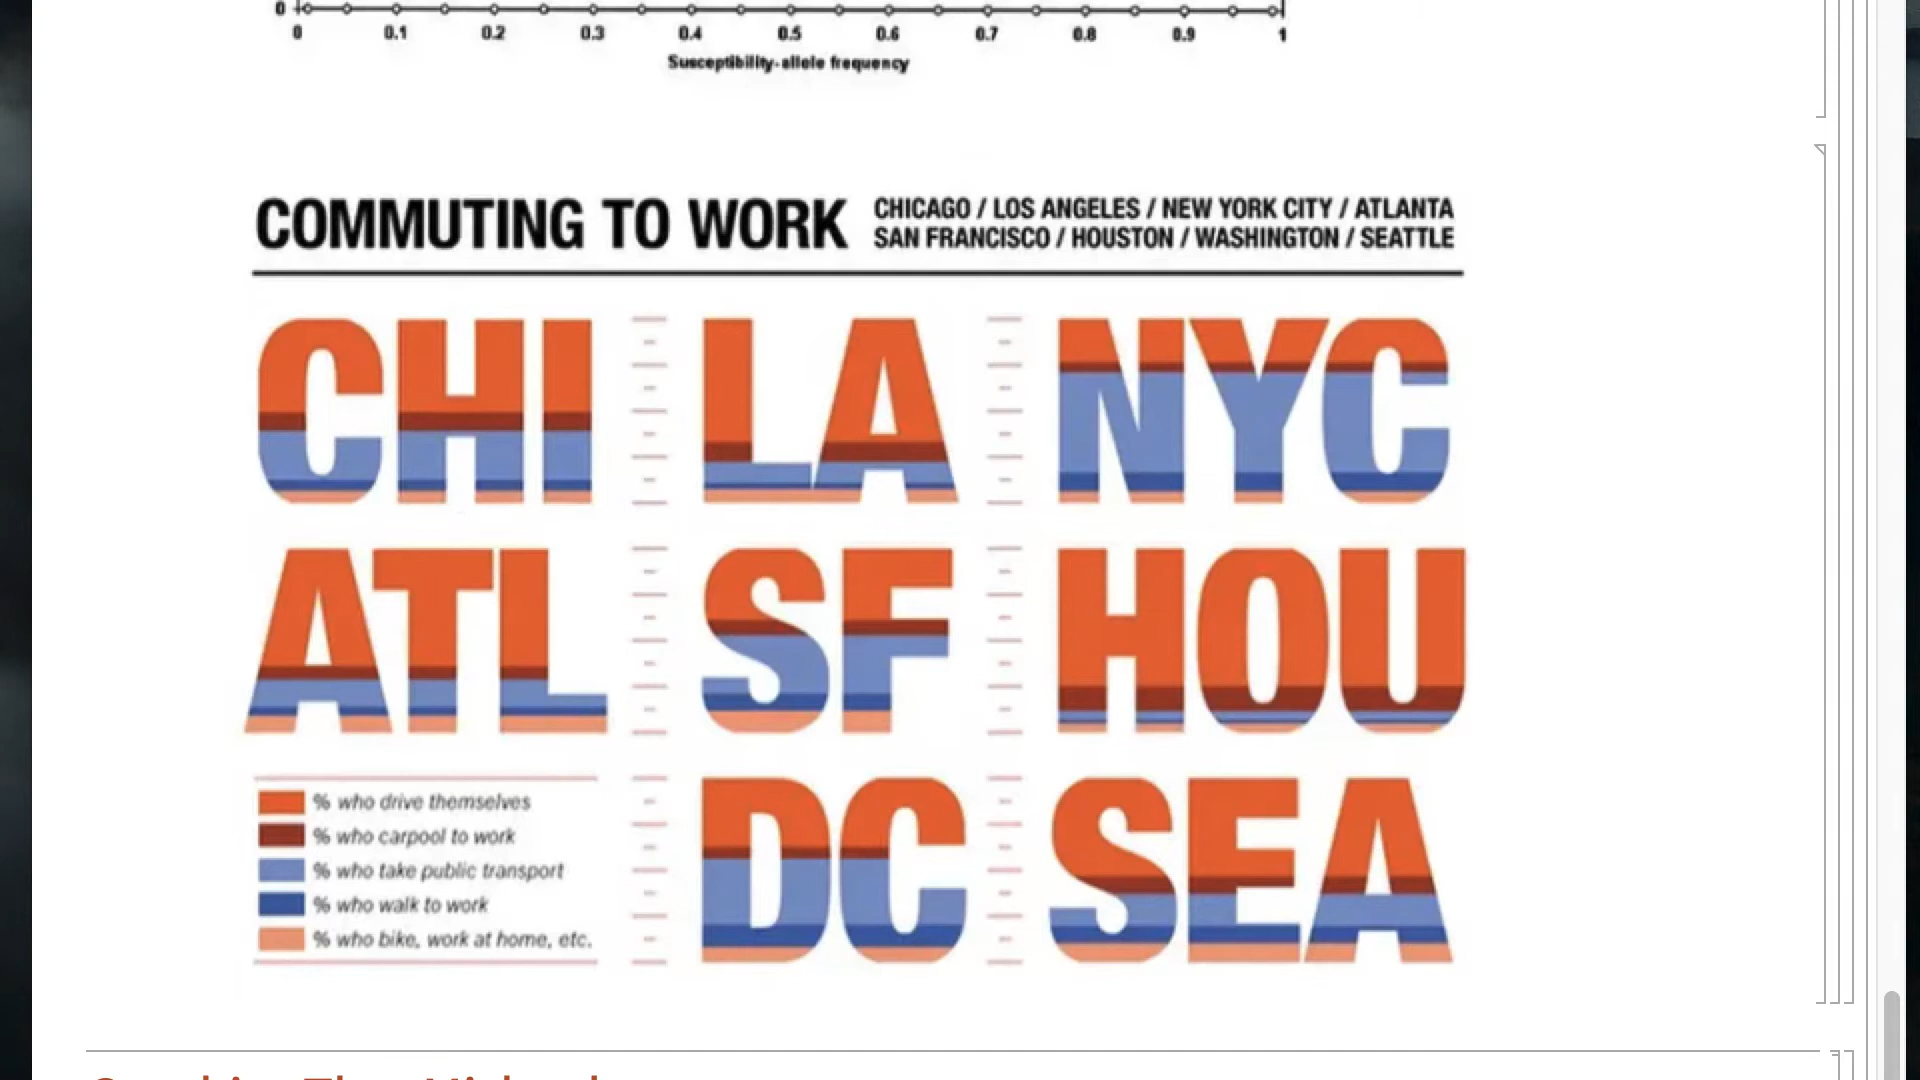 0
0 0.1 0.2 0.3 0.4 0.5 0.6 0.7 0.8 0.9 1
Susceptibility-allele frequency
COMMUTING TO WORK
CHICAGO / LOS ANGELES / NEW YORK CITY / ATLANTA
SAN FRANCISCO / HOUSTON / WASHINGTON / SEATTLE
CHI LA NYC
ATL SF HOU
DC SEA
% who drive themselves
% who carpool to work
% who take public transport
% who walk to work
% who bike, work at home, etc.